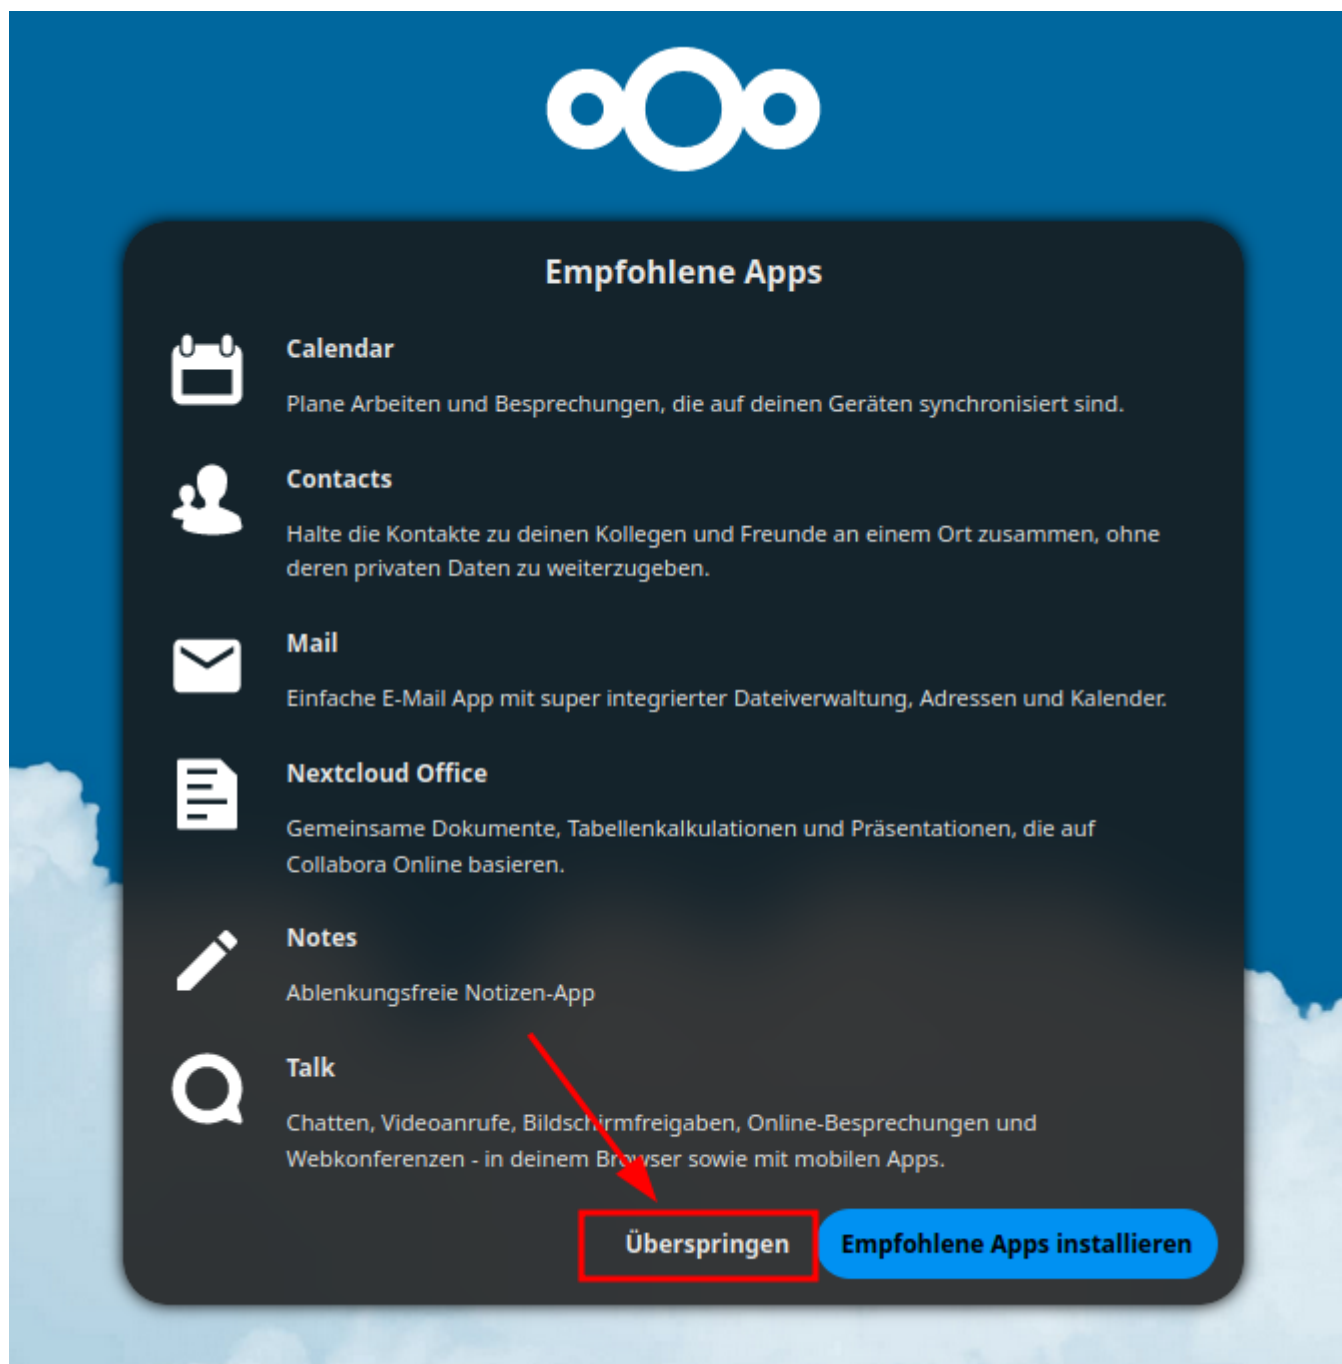 Empfohlene Apps
Calendar
Plane Arbeiten und Besprechungen, die auf deinen Geräten synchronisiert sind.
Contacts
Halte die Kontakte zu deinen Kollegen und Freunde an einem Ort zusammen, ohne
deren privaten Daten zu weiterzugeben.
Mail
Einfache E-Mail App mit super integrierter Dateiverwaltung, Adressen und Kalender.
Nextcloud Office
Gemeinsame Dokumente, Tabellenkalkulationen und Präsentationen, die auf
Collabora Online basieren.
Notes
Ablenkungsfreie Notizen-App
Talk
Chatten, Videoanrufe, Bildschirmfreigaben, Online-Besprechungen und
Webkonferenzen - in deinem Browser sowie mit mobilen Apps.
Überspringen
Empfohlene Apps installieren